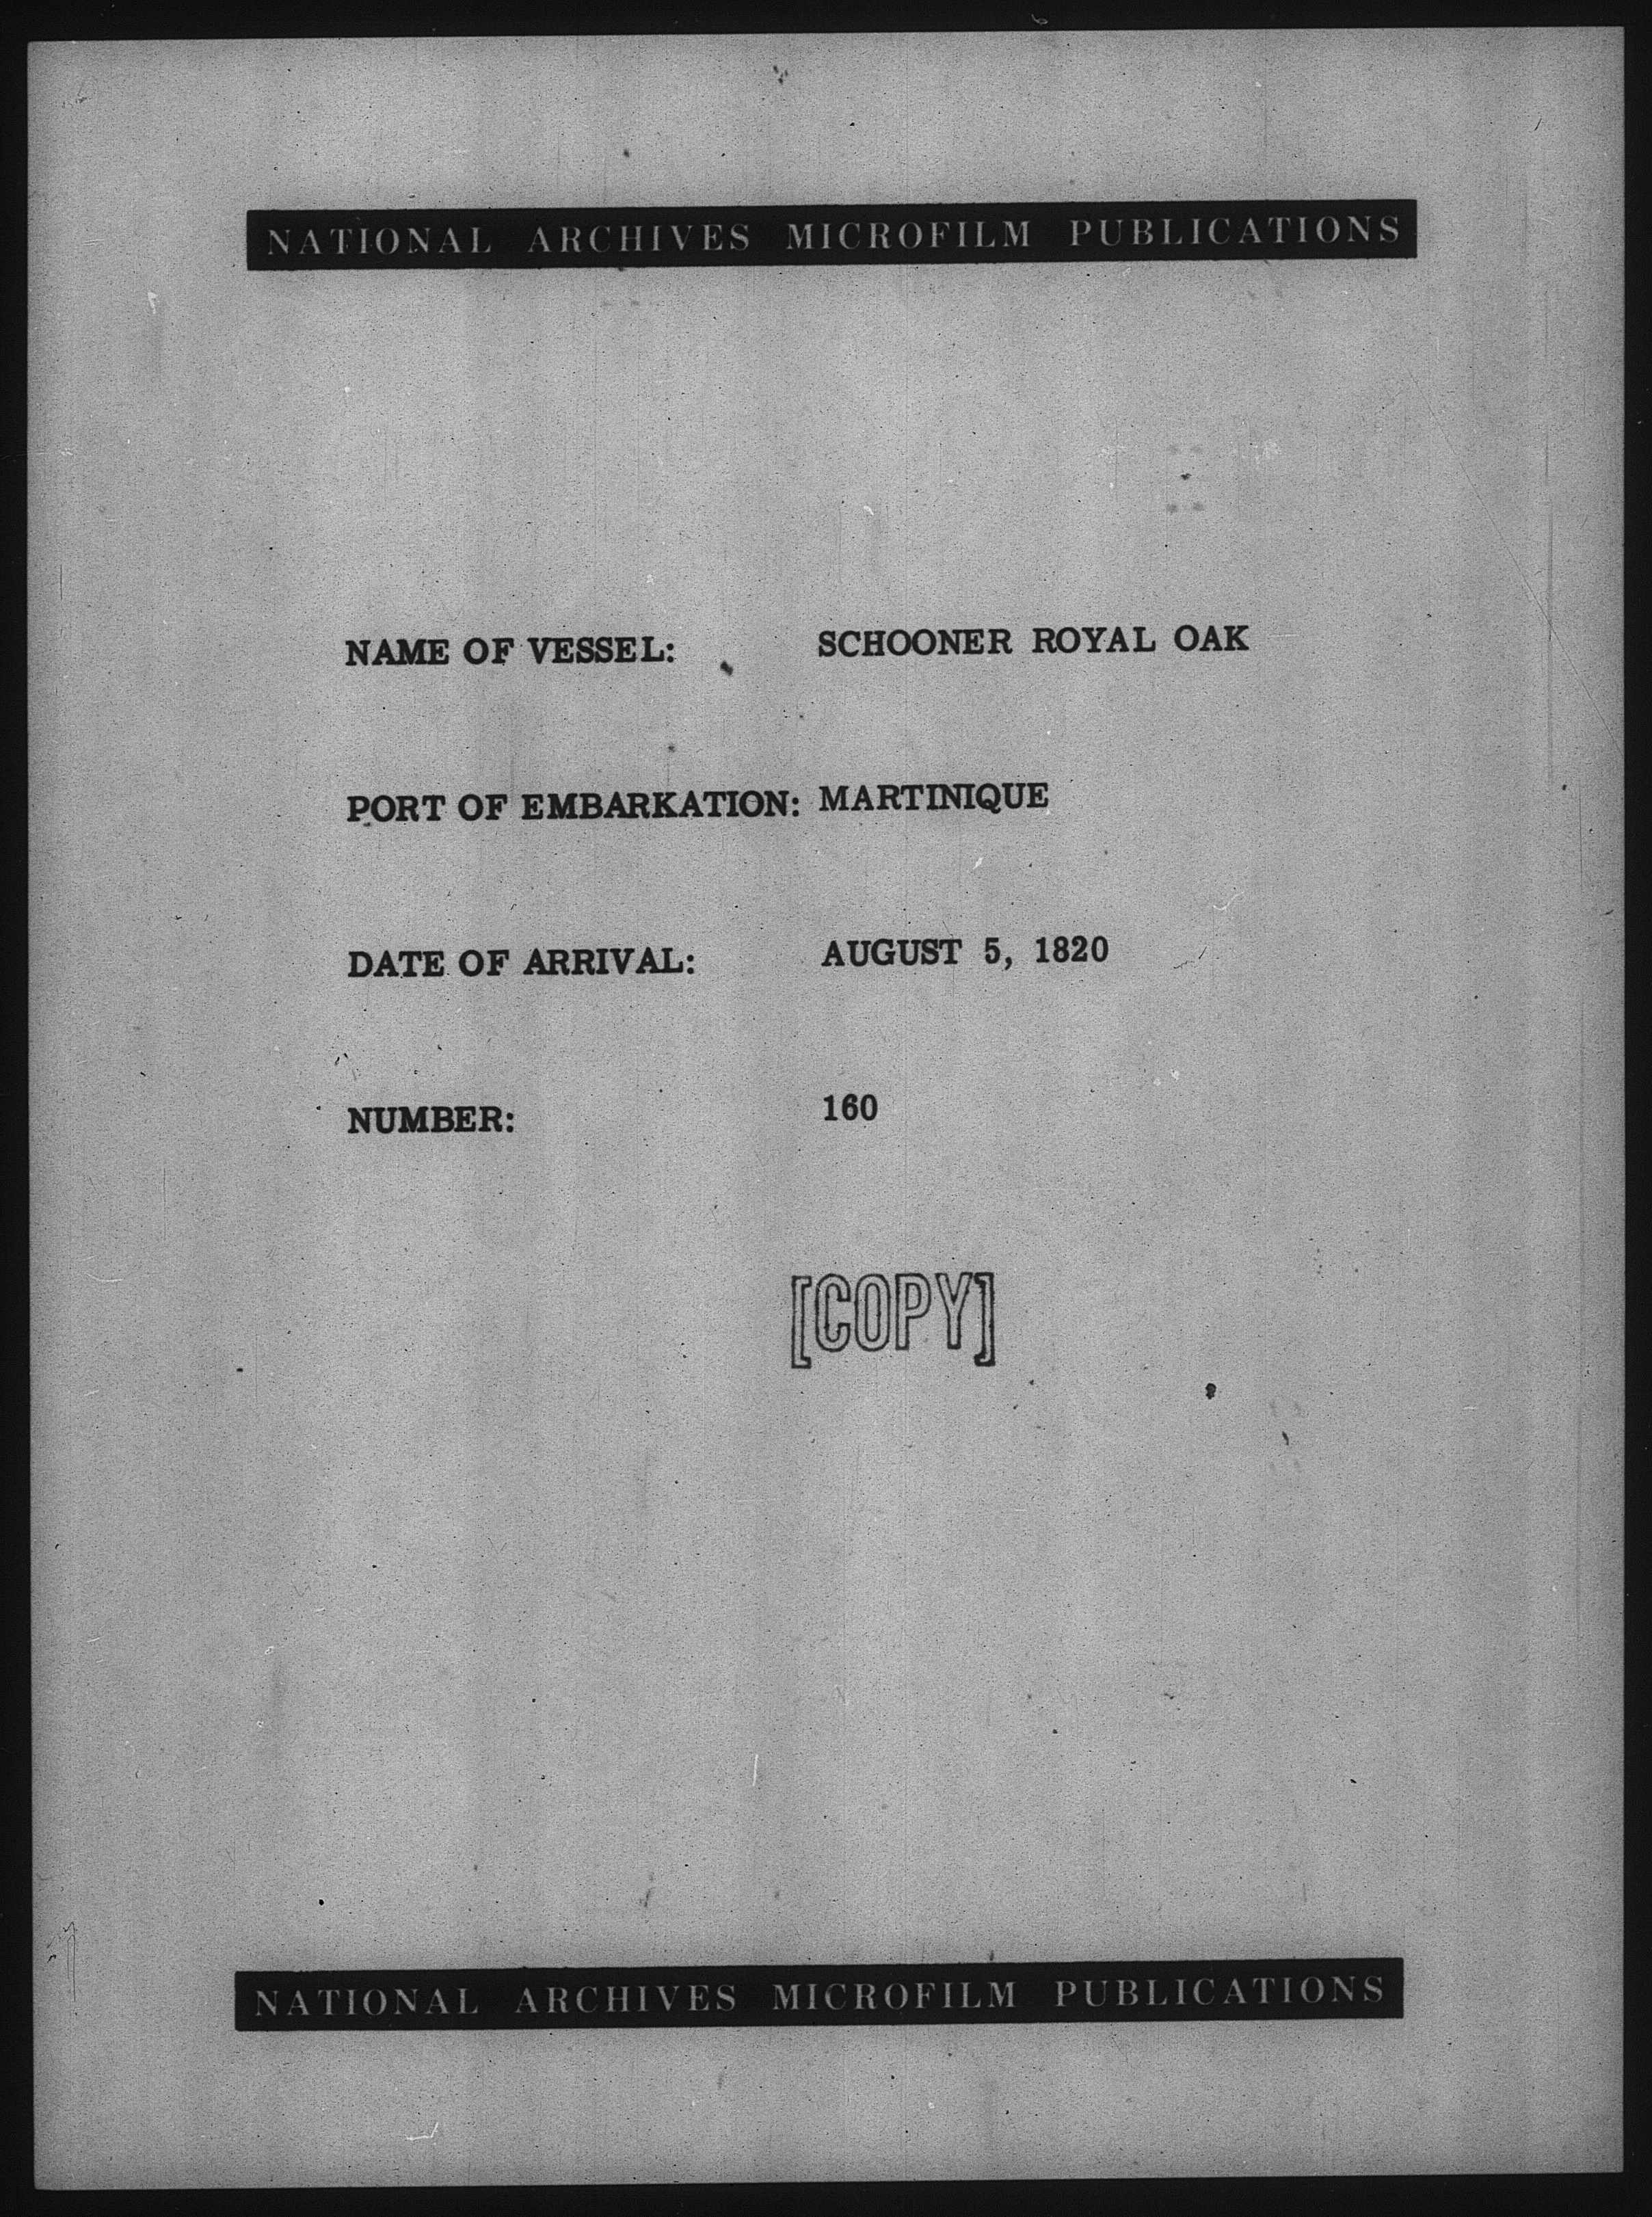 NATIONAL ARCHIVES MICROFILM PUBLICATIONS
NAME OF VESSEL: SCHOONER ROYAL OAK
PORT OF EMBARKATION: MARTINIQUE
DATE OF ARRIVAL: AUGUST 5, 1820
NUMBER: 160
[COPY]
NATIONAL ARCHIVES MICROFILM PUBLICATIONS